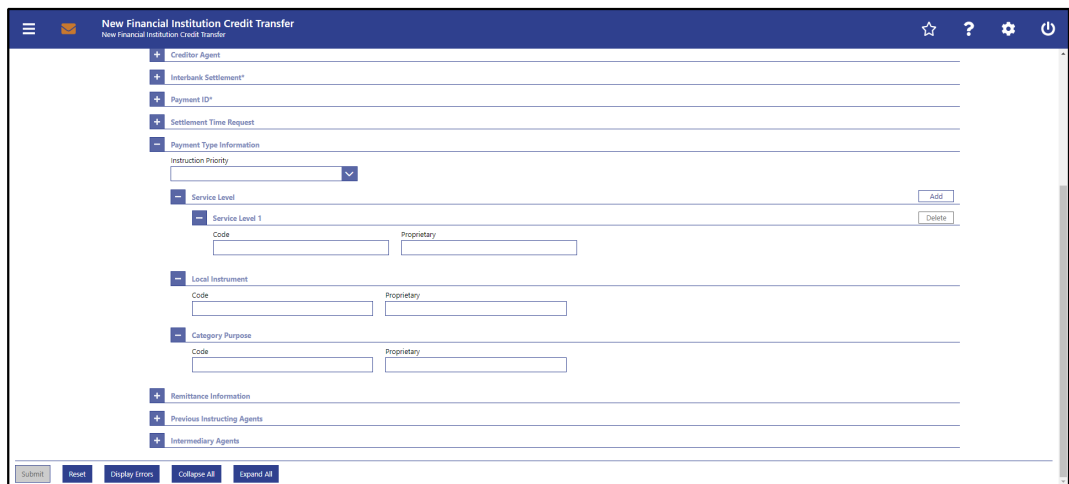 New Financial Institution Credit Transfer
New Financial Institution Credit Transfer
Creditor Agent
Interbank Settlement*
Payment ID*
Settlement Time Request
Payment Type Information
Instruction Priority
Service Level Add
Service Level 1 Delete
Code Proprietary
Local Instrument
Code Proprietary
Category Purpose
Code Proprietary
Remittance Information
Previous Instructing Agents
Intermediary Agents
Submit Reset Display Errors Collapse All Expand All